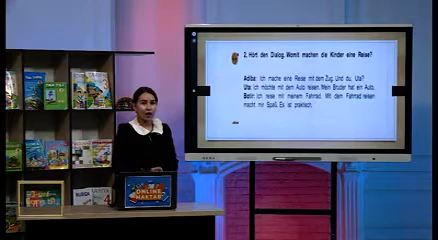 2. Hört den Dialog. Womit machen die Kinder eine Reise?
Adiba: Ich mache eine Reise mit dem Zug. Und du, Uta?
Uta: Ich möchte mit dem Auto reisen. Mein Bruder hat ein Auto.
Botir: Ich reise mit meinem Fahrrad. Mit dem Fahrrad reisen
macht mir Spaß. Es ist praktisch.
ONLINE
MAKTAB